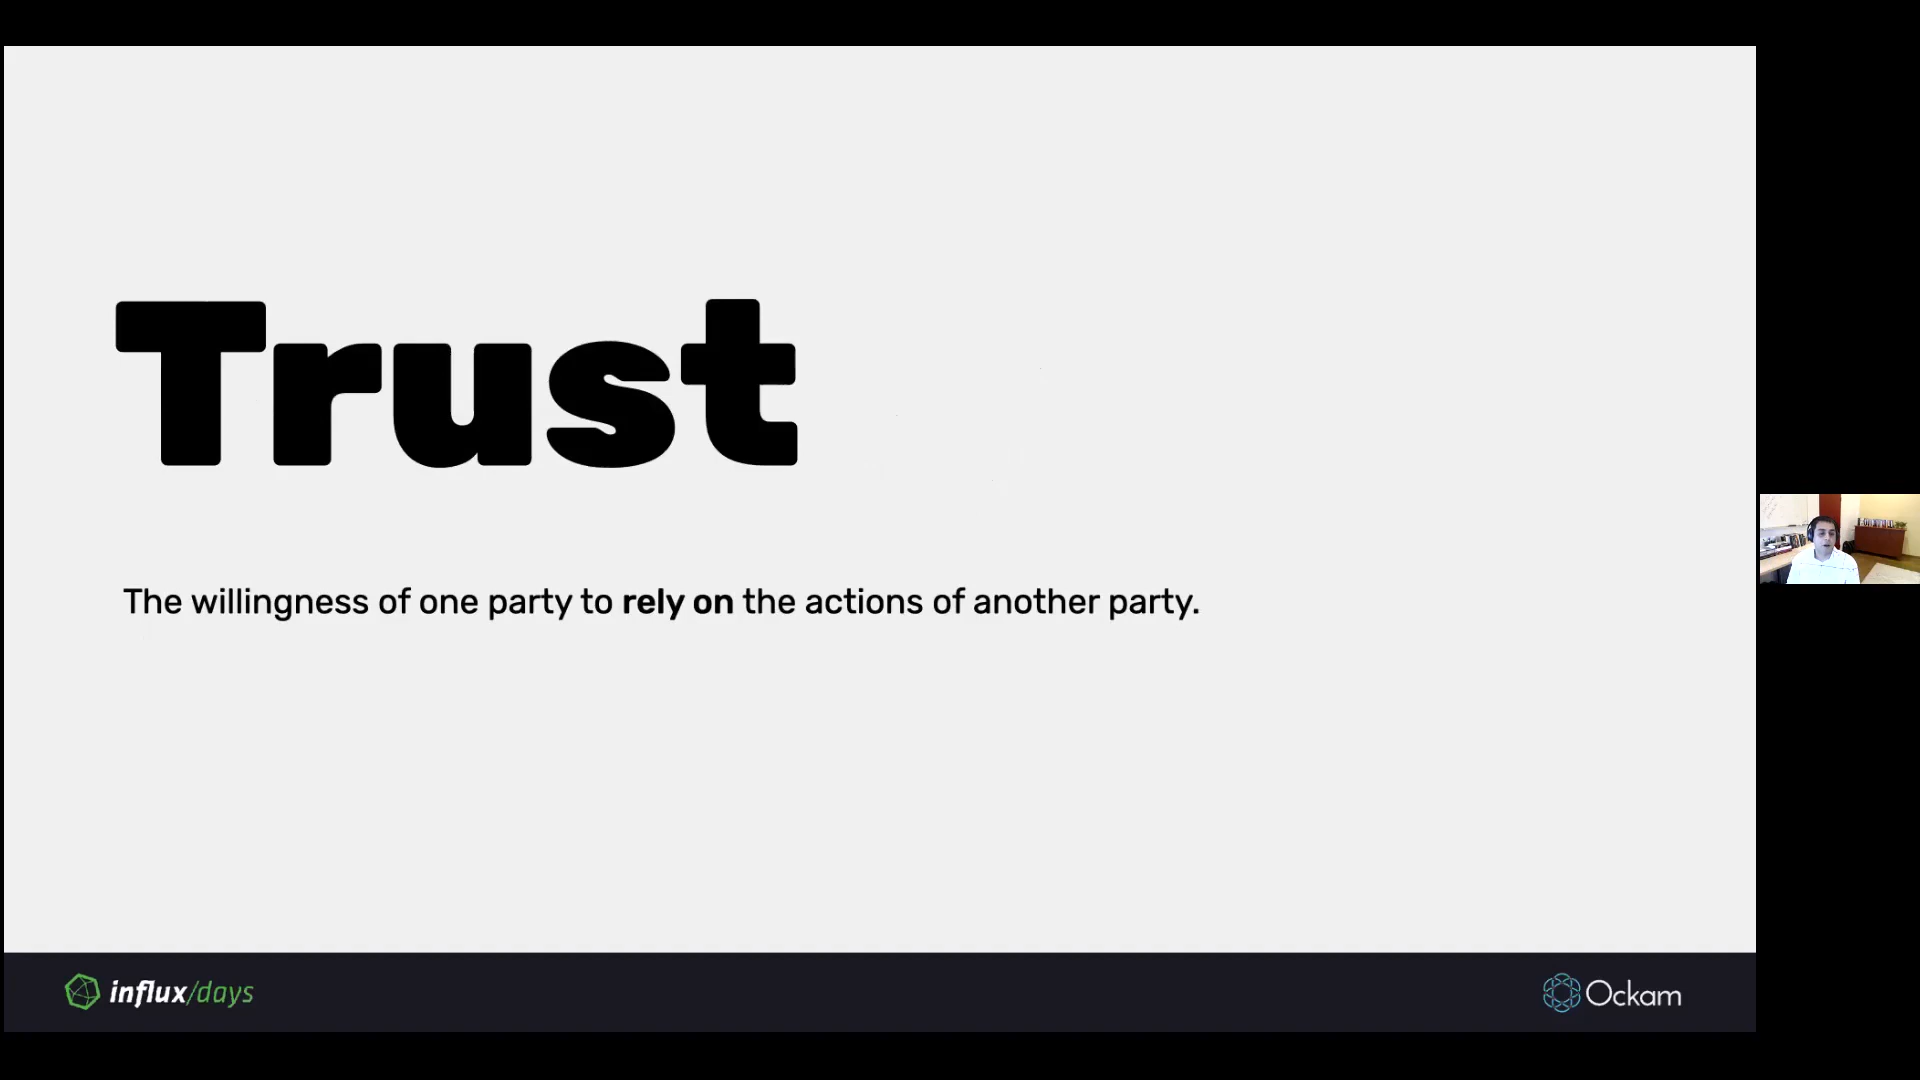 Trust
The willingness of one party to rely on the actions of another party.
influx/days
Ockam